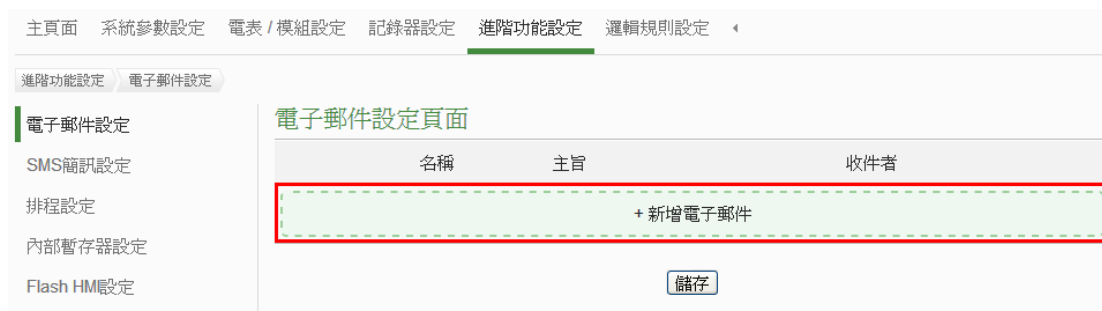 主頁面 系統參數設定 電表 / 模組設定 記錄器設定 進階功能設定 邏輯規則設定
進階功能設定 電子郵件設定
電子郵件設定
SMS簡訊設定
排程設定
內部暫存器設定
Flash HMI設定
電子郵件設定頁面
名稱 主旨 收件者
+ 新增電子郵件
儲存